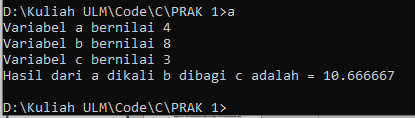 D:\Kuliah ULM\Code\C\PRAK 1>a
Variabel a bernilai 4
Variabel b bernilai 8
Variabel c bernilai 3
Hasil dari a dikali b dibagi c adalah = 10.666667
D:\Kuliah ULM\Code\C\PRAK 1>